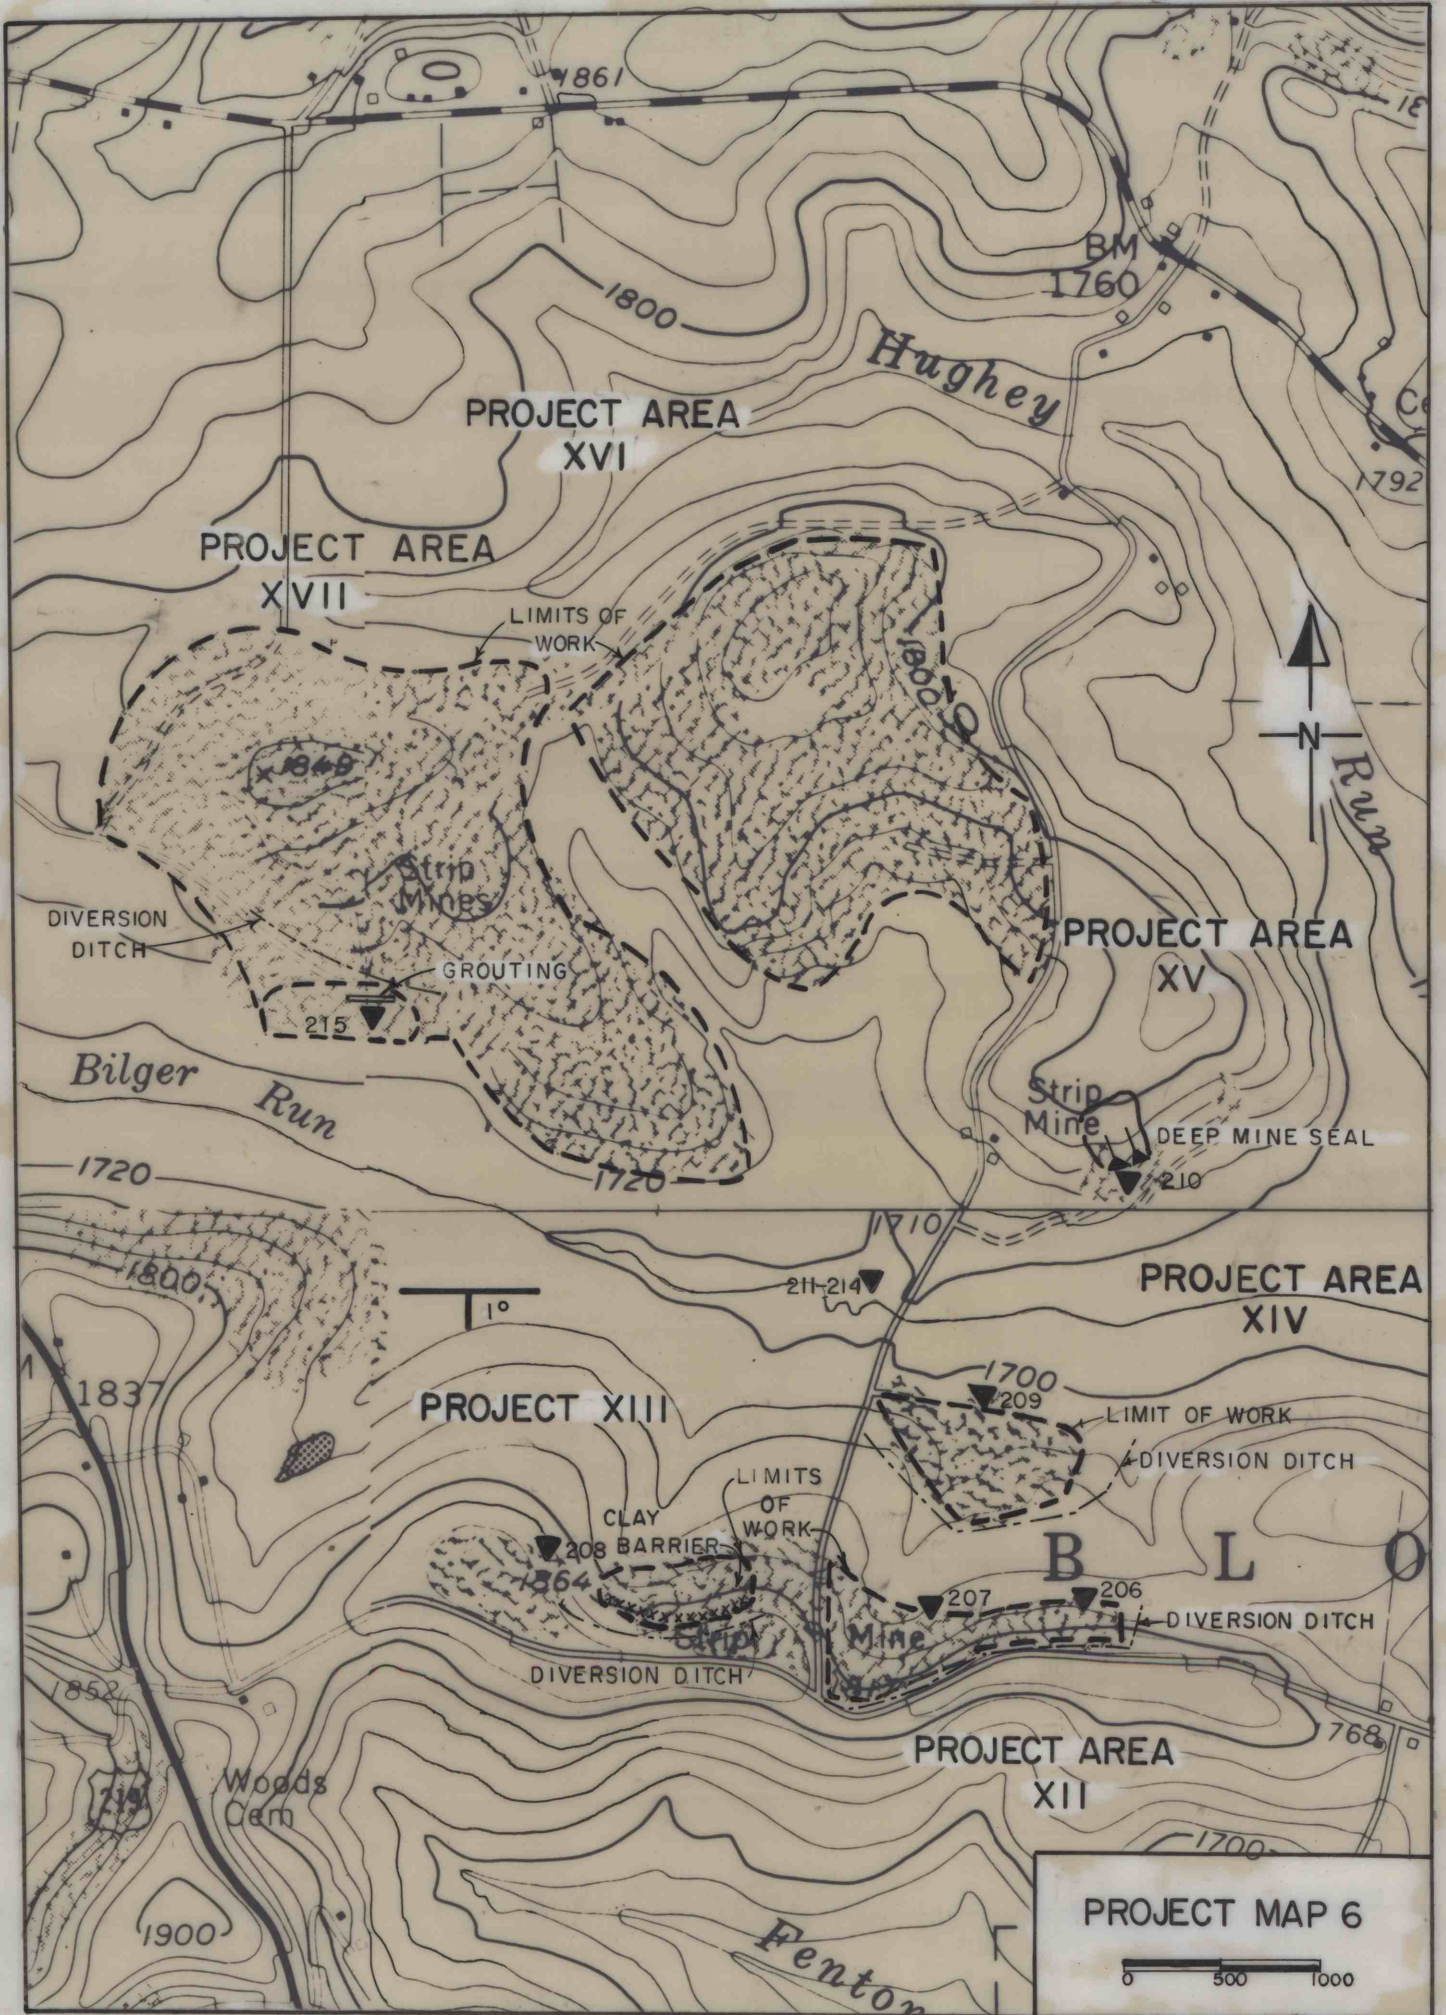 1861
BM
1760
1800
Hughey
PROJECT AREA
XVI
1792
PROJECT AREA
XVII
LIMITS OF
WORK
1800
N
Run
1849
Strip
Mines
DIVERSION
DITCH
PROJECT AREA
XV
GROUTING
215
Bilger Run
Strip
Mine
DEEP MINE SEAL
210
1720
1720
1710
1800
211-214
PROJECT AREA
XIV
1°
1837
1700
209
PROJECT XIII
LIMIT OF WORK
DIVERSION DITCH
LIMITS
OF
WORK
CLAY
BARRIER
208
1864
B L O
207
206
DIVERSION DITCH
Strip
Mine
DIVERSION DITCH
1852
1768
PROJECT AREA
XII
219
Woods
Cem
1700
1900
Fenton
PROJECT MAP 6
0 500 1000